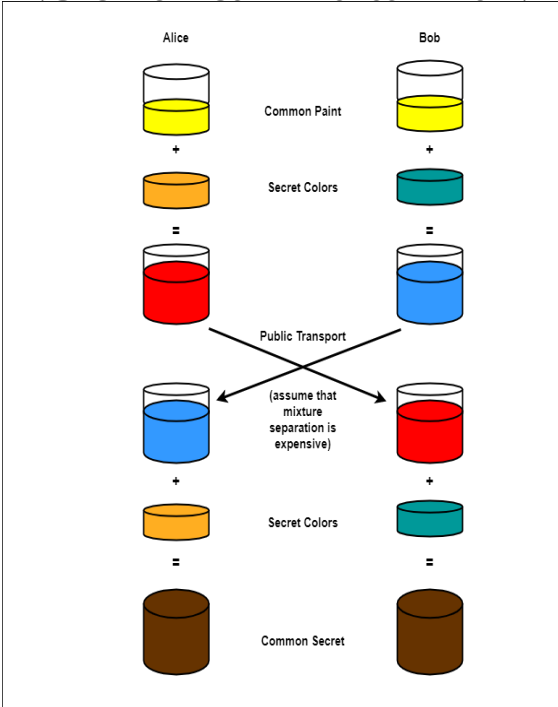 Alice Bob
Common Paint
+ +
Secret Colors
= =
Public Transport
(assume that
mixture
separation is
expensive)
+ +
Secret Colors
= =
Common Secret